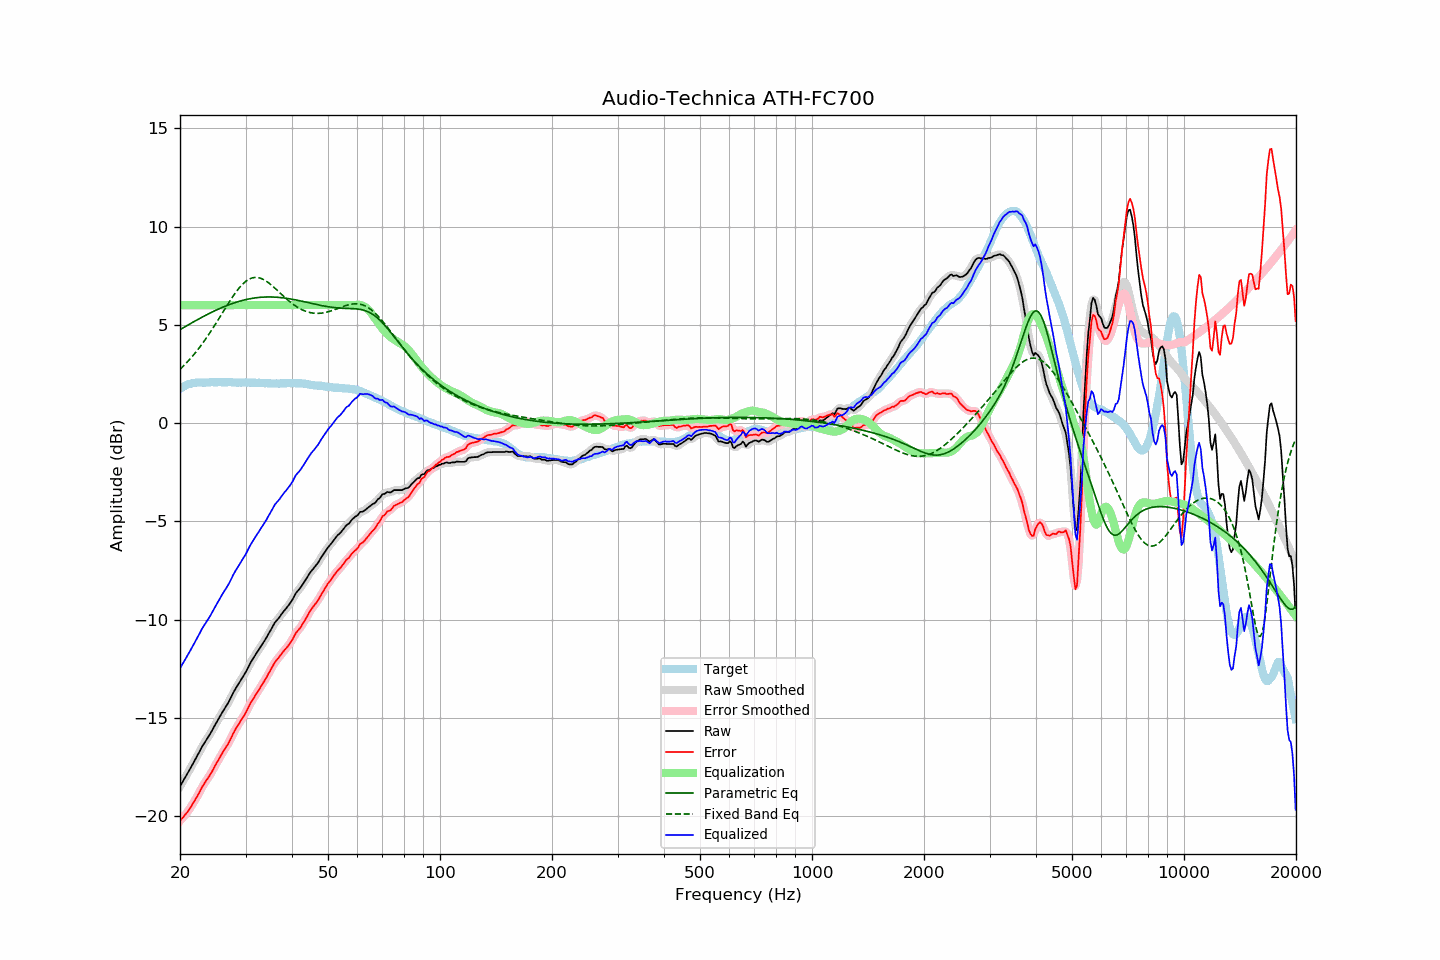 Audio-Technica ATH-FC700
15
10
5
0
−5
−10
−15
−20
Amplitude (dBr)
Target
Raw Smoothed
Error Smoothed
Raw
Error
Equalization
Parametric Eq
Fixed Band Eq
Equalized
20 50 100 200 500 1000 2000 5000 10000 20000
Frequency (Hz)